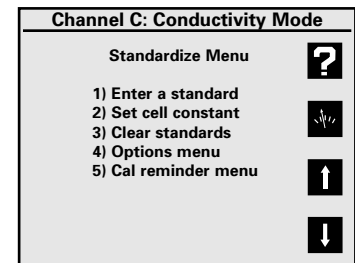 Channel C: Conductivity Mode
Standardize Menu
?
1) Enter a standard
2) Set cell constant
3) Clear standards
4) Options menu
5) Cal reminder menu